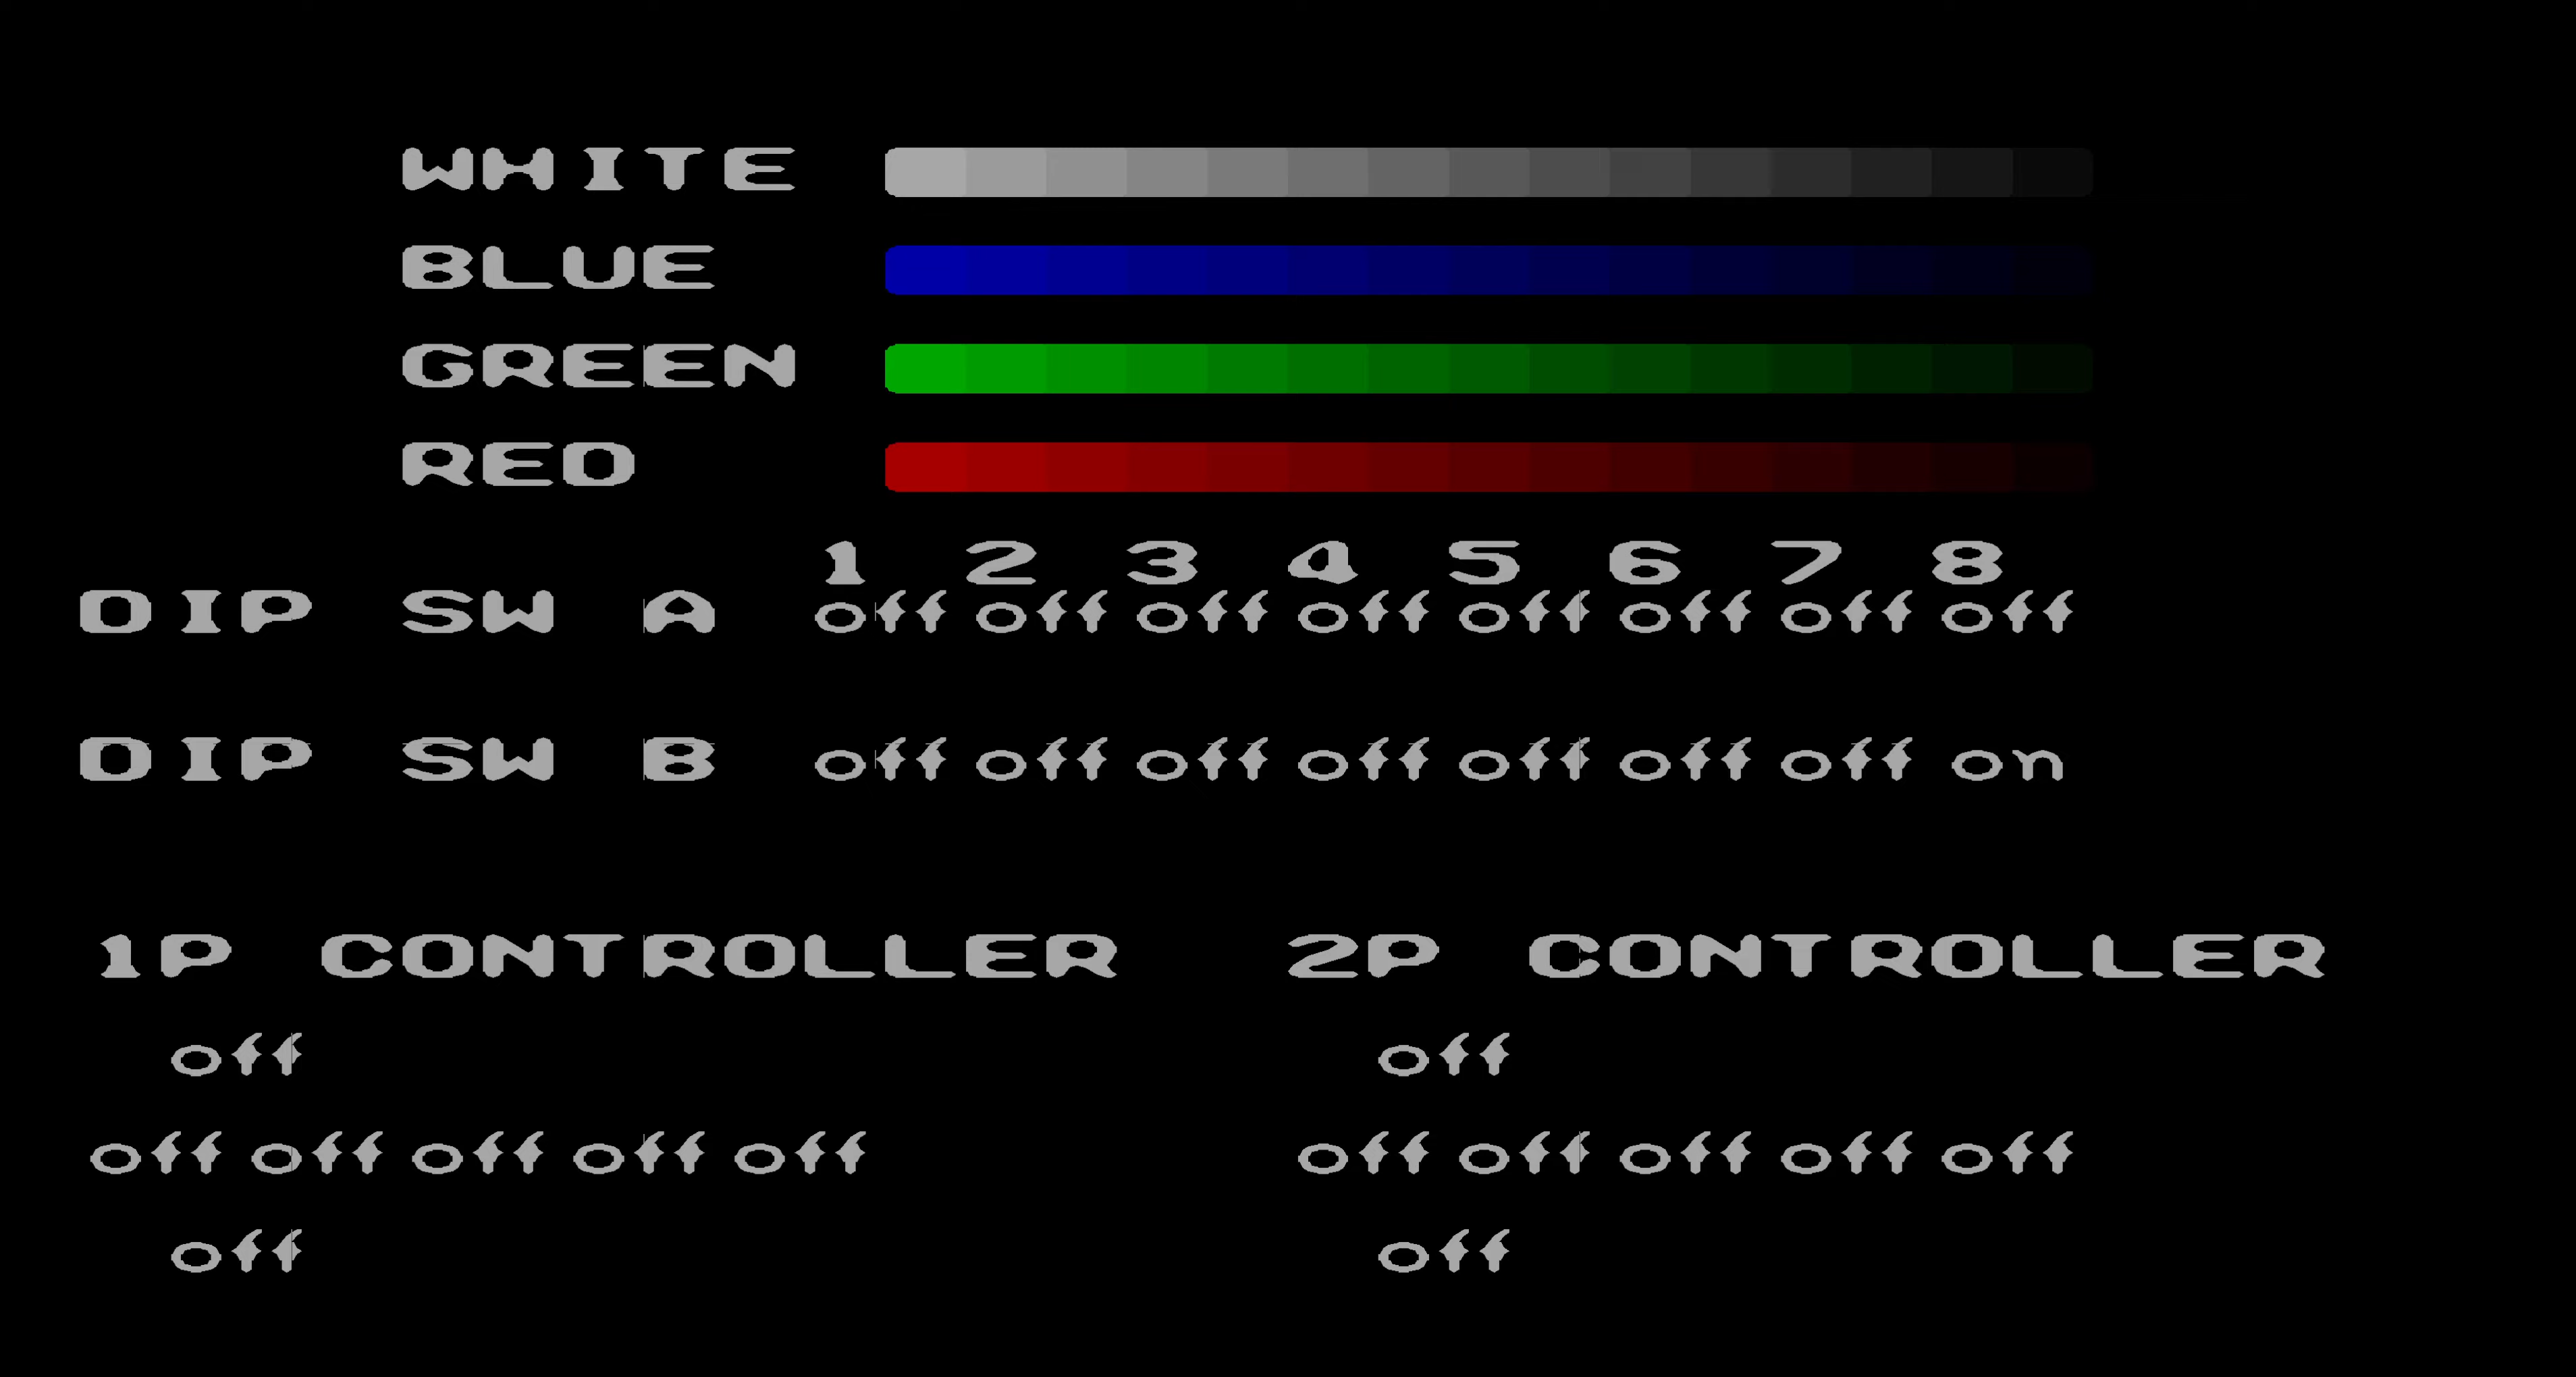 WHITE
BLUE
GREEN
RED
1 2 3 4 5 6 7 8
DIP SW A off off off off off off off off
DIP SW B off off off off off off off on
1P CONTROLLER 2P CONTROLLER
off off
off off off off off off off off off off
off off